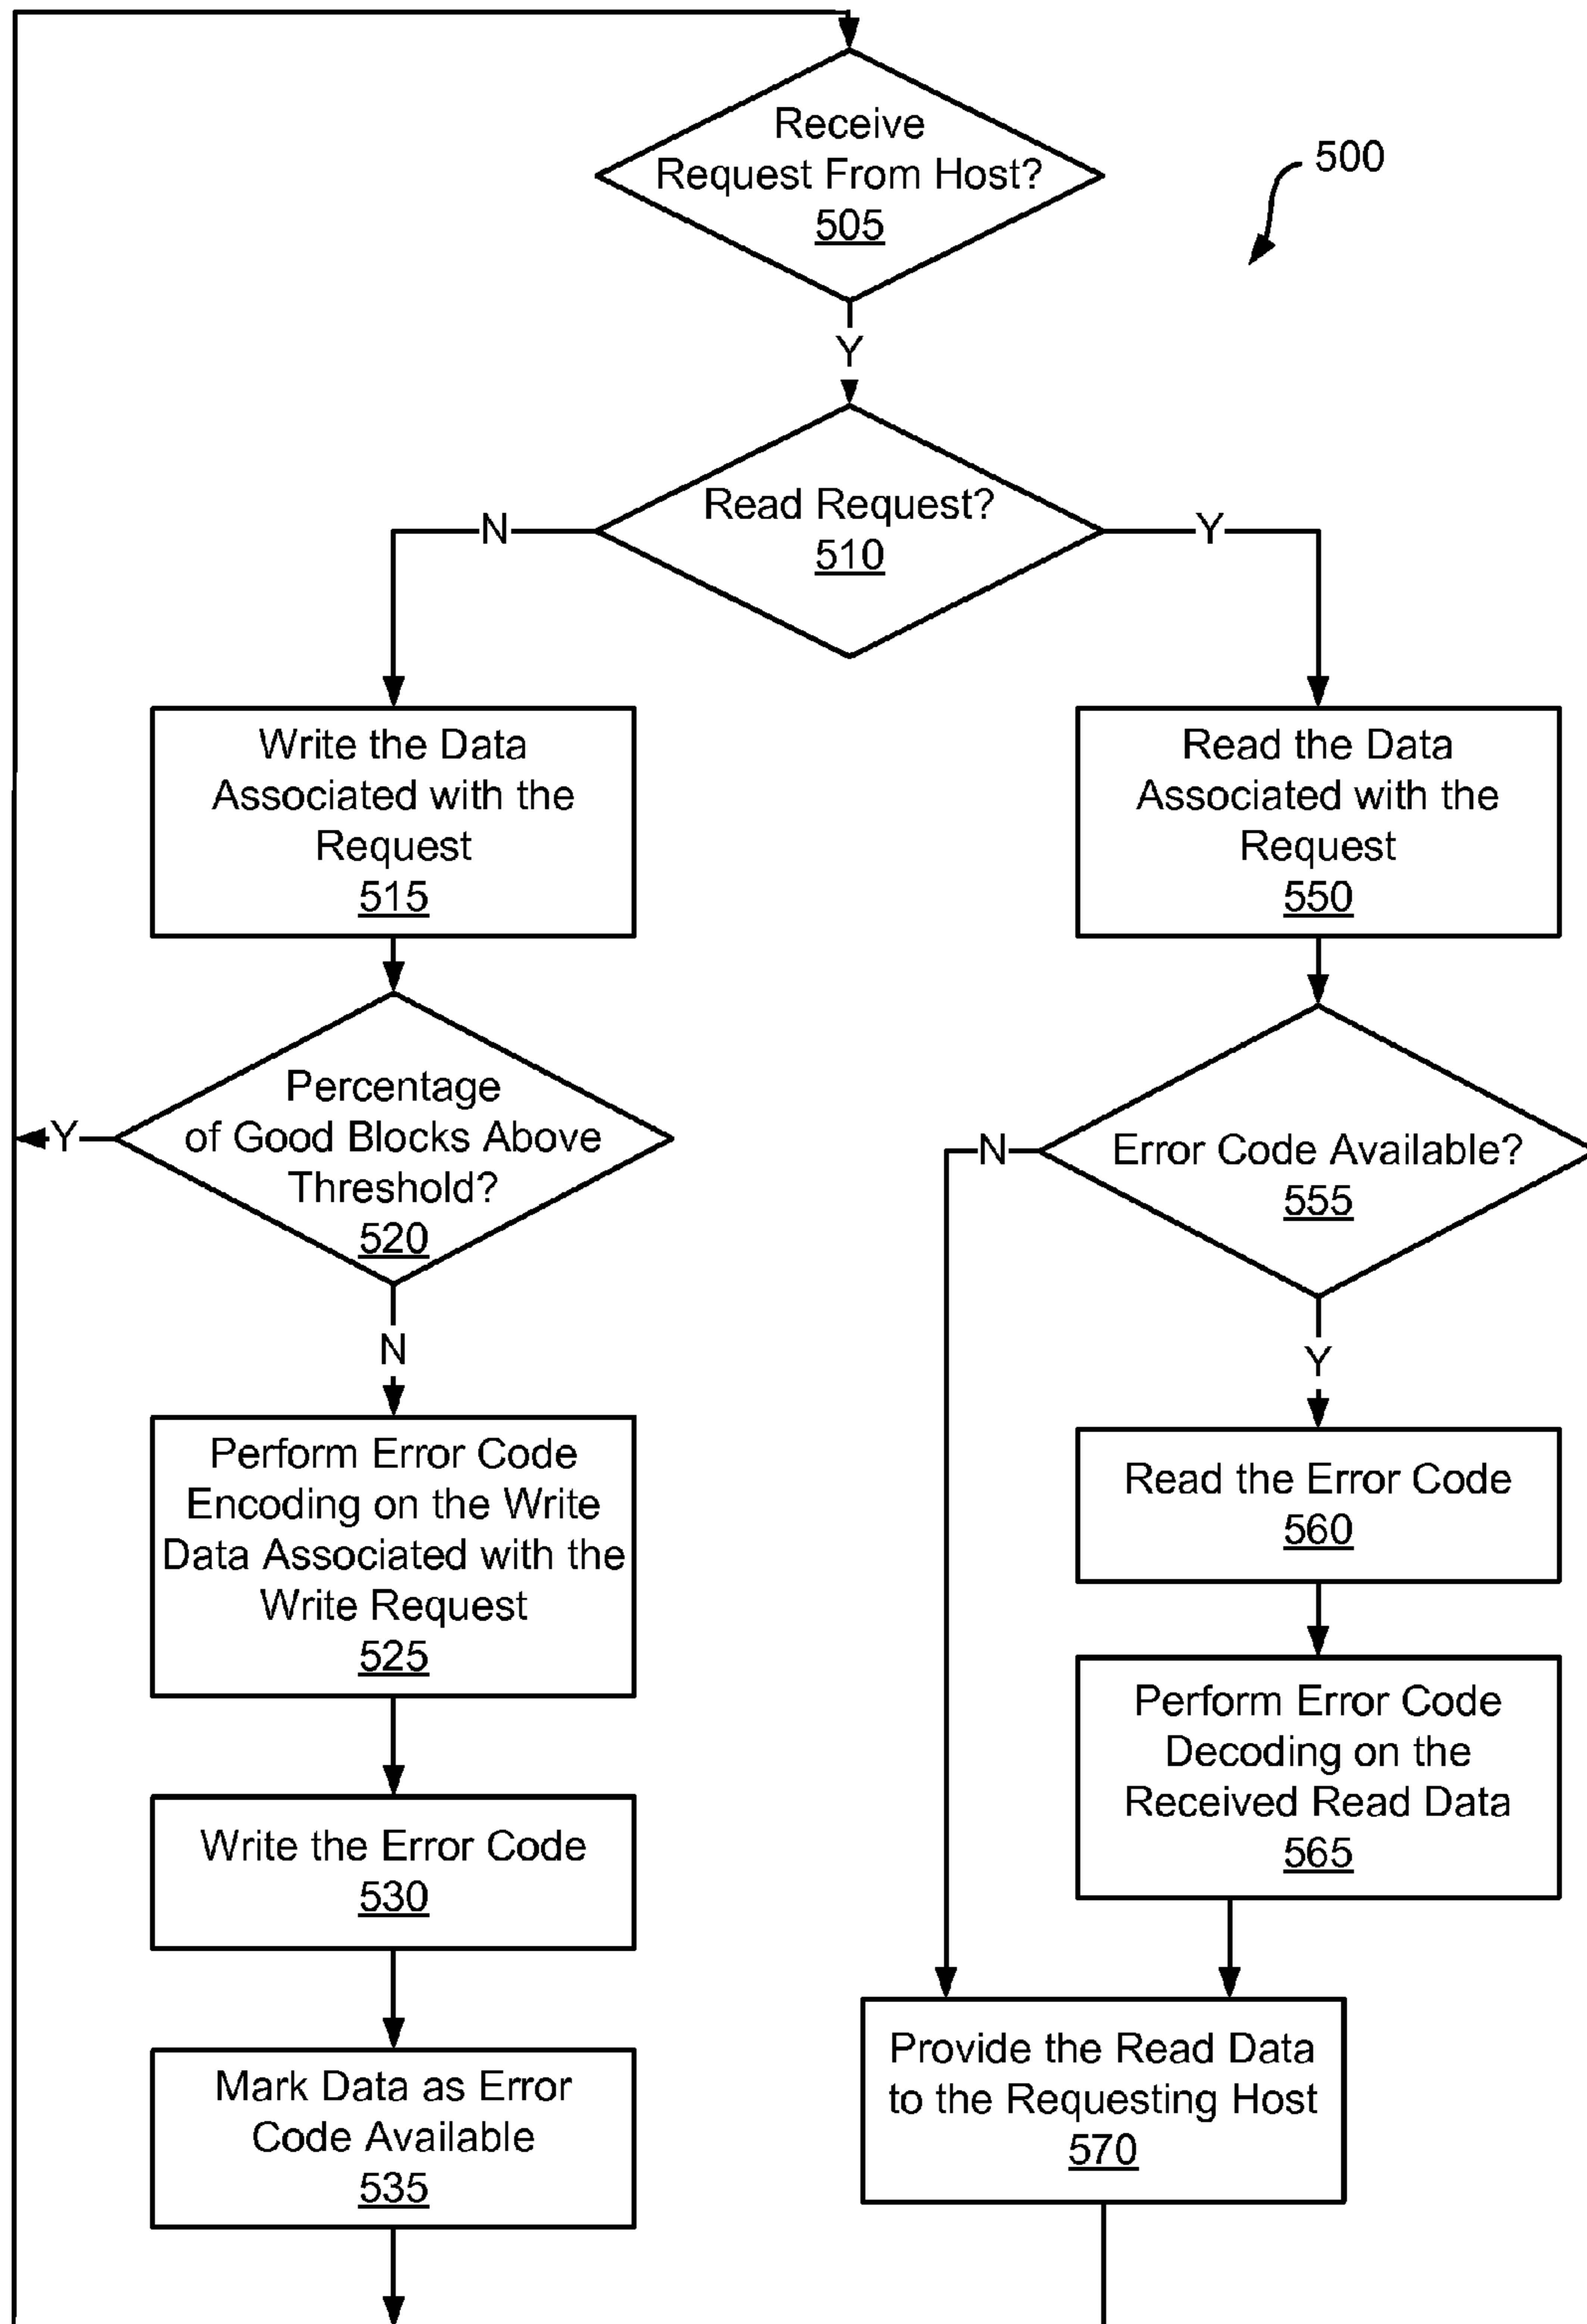 Receive
Request From Host?
505
500
Y
Read Request?
510
N
Y
Write the Data
Associated with the
Request
515
Read the Data
Associated with the
Request
550
Percentage
of Good Blocks Above
Threshold?
520
Y
N
Error Code Available?
555
N
Y
Perform Error Code
Encoding on the Write
Data Associated with the
Write Request
525
Read the Error Code
560
Perform Error Code
Decoding on the
Received Read Data
565
Write the Error Code
530
Provide the Read Data
to the Requesting Host
570
Mark Data as Error
Code Available
535